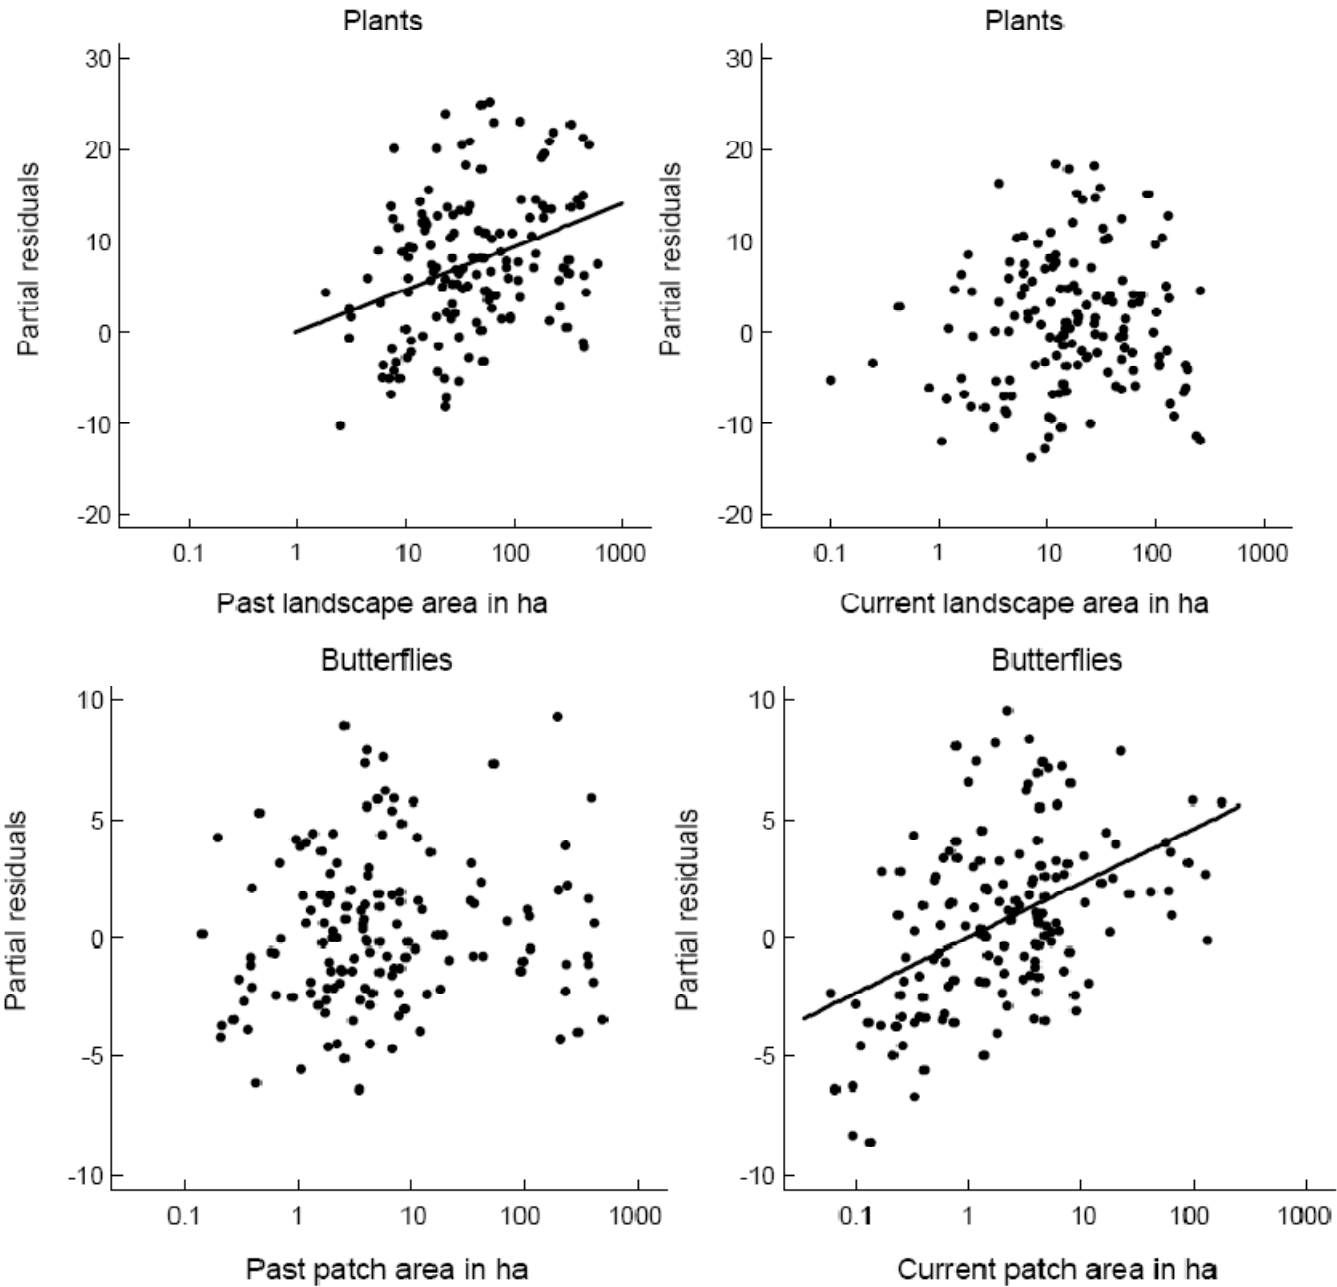 Plants
30
20
10
0
-10
-20
Partial residuals
0.1 1 10 100 1000
Past landscape area in ha
Plants
30
20
10
0
-10
-20
Partial residuals
0.1 1 10 100 1000
Current landscape area in ha
Butterflies
10
5
0
-5
-10
Partial residuals
0.1 1 10 100 1000
Past patch area in ha
Butterflies
10
5
0
-5
-10
Partial residuals
0.1 1 10 100 1000
Current patch area in ha